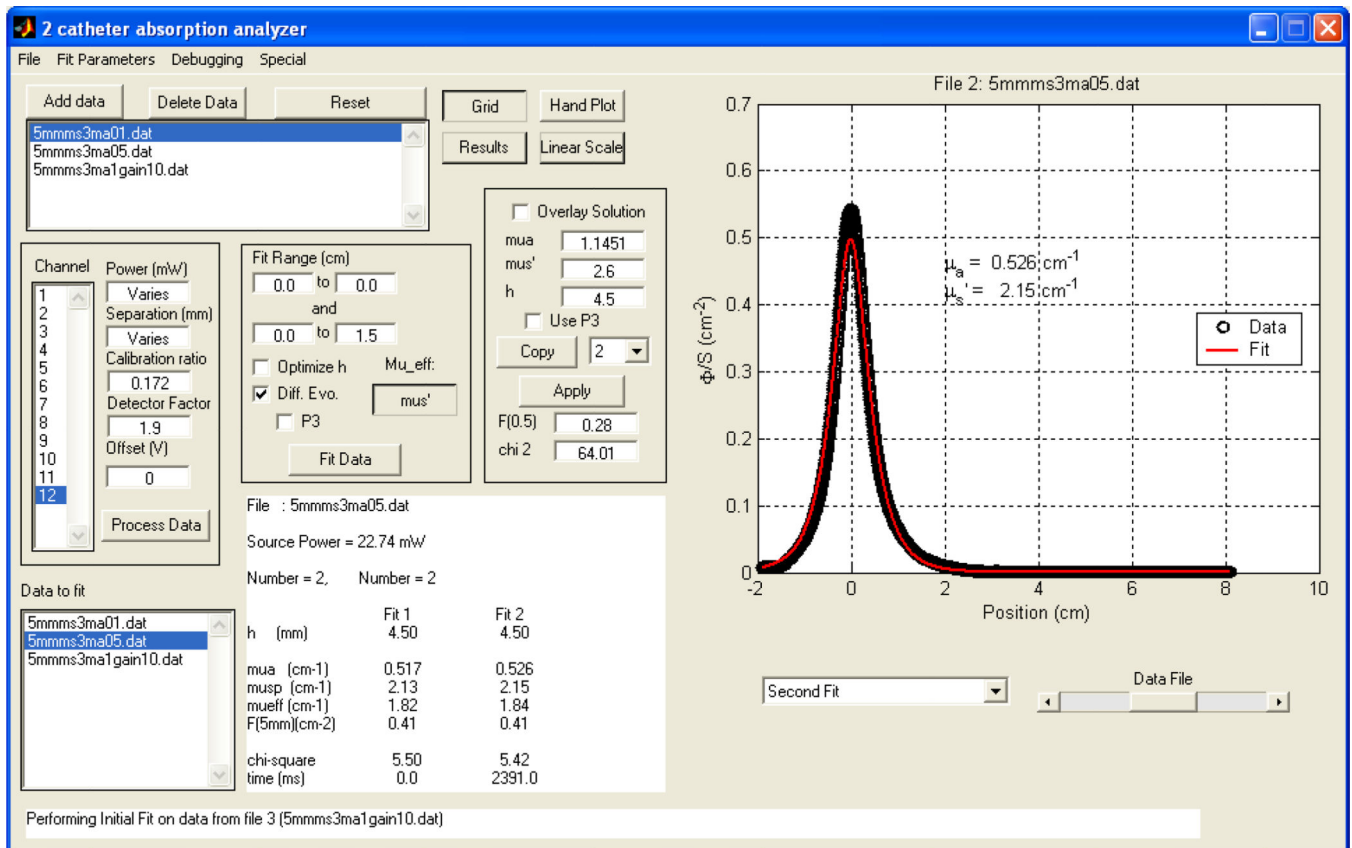 2 catheter absorption analyzer
File Fit Parameters Debugging Special
Add data Delete Data Reset Grid Hand Plot
Results Linear Scale
5mmms3ma01.dat
5mmms3ma05.dat
5mmms3ma1gain10.dat
Channel
1
2
3
4
5
6
7
8
9
10
11
12
Power (mW)
Varies
Separation (mm)
Varies
Calibration ratio
0.172
Detector Factor
1.9
Offset (V)
0
Process Data
Fit Range (cm)
0.0 to 0.0
and
0.0 to 1.5
Optimize h Mu_eff:
Diff. Evo. mus'
P3
Fit Data
Overlay Solution
mua 1.1451
mus' 2.6
h 4.5
Use P3
Copy 2
Apply
F(0.5) 0.28
chi 2 64.01
Data to fit
5mmms3ma01.dat
5mmms3ma05.dat
5mmms3ma1gain10.dat
File : 5mmms3ma05.dat
Source Power = 22.74 mW
Number = 2, Number = 2
Fit 1 Fit 2
h (mm) 4.50 4.50
mua (cm-1) 0.517 0.526
musp (cm-1) 2.13 2.15
mueff (cm-1) 1.82 1.84
F(5mm)(cm-2) 0.41 0.41
chi-square 5.50 5.42
time (ms) 0.0 2391.0
File 2: 5mmms3ma05.dat
0.7
0.6
0.5
0.4
0.3
0.2
0.1
0
Φ/S (cm⁻²)
μₐ = 0.526 cm⁻¹
μₛ' = 2.15 cm⁻¹
Data
Fit
-2 0 2 4 6 8 10
Position (cm)
Second Fit
Data File
Performing Initial Fit on data from file 3 (5mmms3ma1gain10.dat)